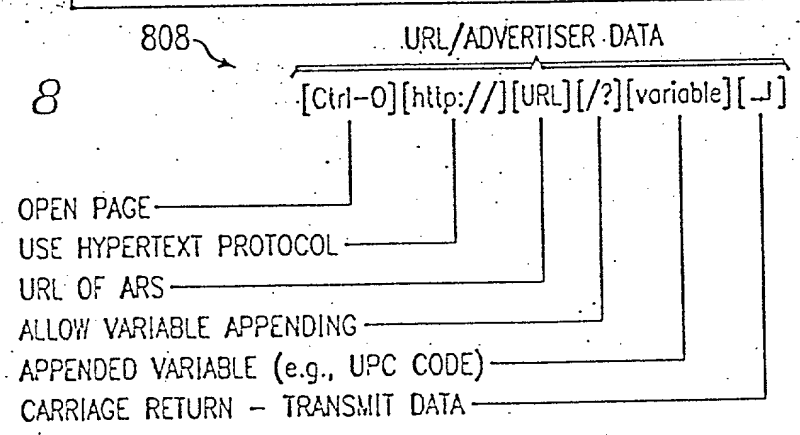 808 URL/ADVERTISER DATA
8 [Ctrl-O][http://][URL][/?][variable][↵]
OPEN PAGE
USE HYPERTEXT PROTOCOL
URL OF ARS
ALLOW VARIABLE APPENDING
APPENDED VARIABLE (e.g., UPC CODE)
CARRIAGE RETURN – TRANSMIT DATA